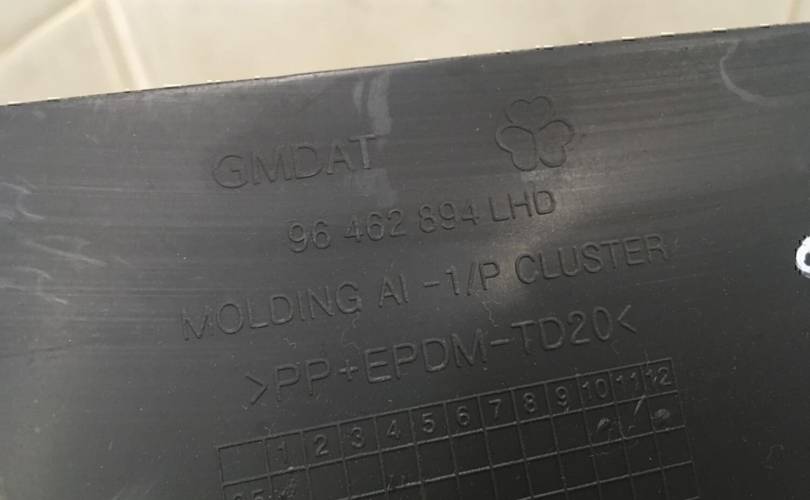 GMDAT
96 462 894 LHD
MOLDING AI -1/P CLUSTER
>PP+EPDM-TD20<
1 2 3 4 5 6 7 8 9 10 11 12